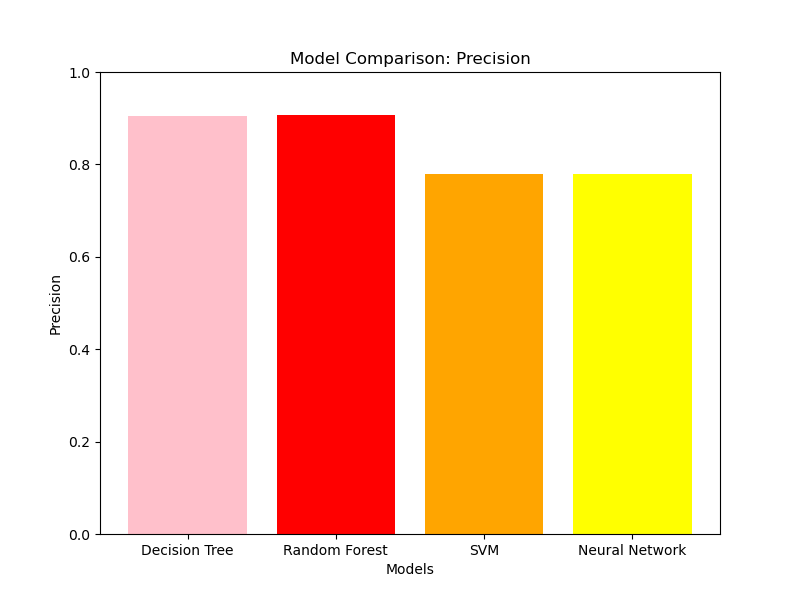 Model Comparison: Precision
1.0
0.8
0.6
0.4
0.2
0.0
Precision
Decision Tree Random Forest SVM Neural Network
Models